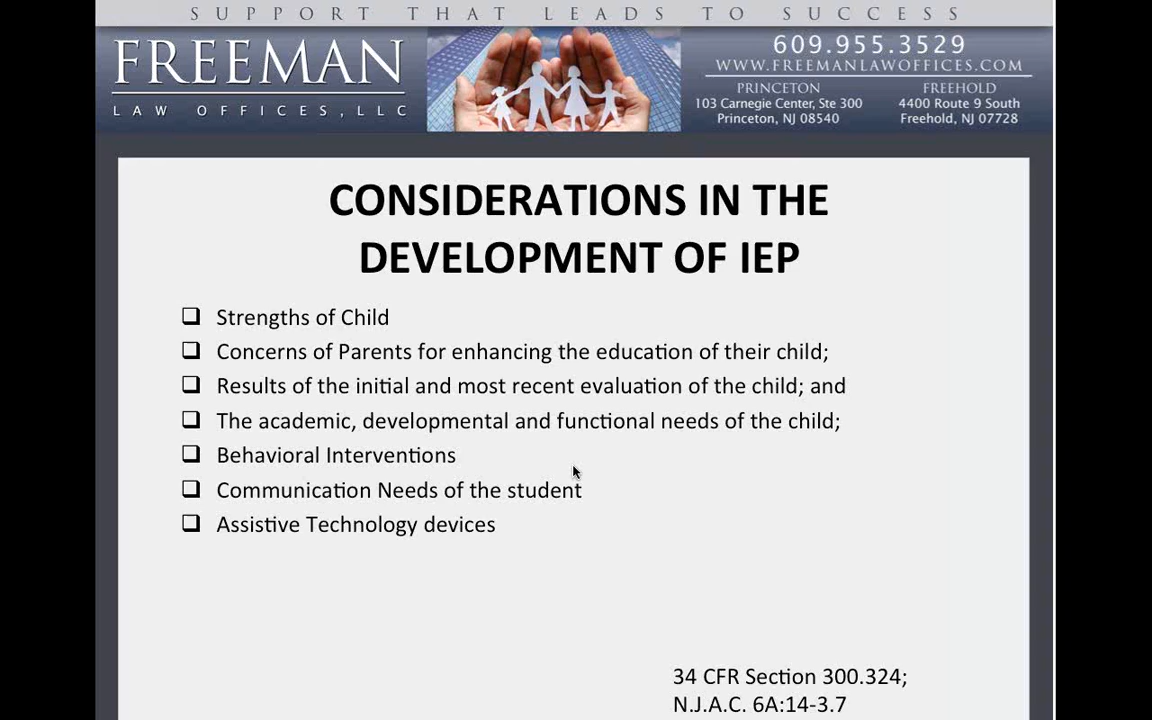 SUPPORT THAT LEADS TO SUCCESS
FREEMAN
LAW OFFICES, LLC
609.955.3529
WWW.FREEMANLAWOFFICES.COM
PRINCETON
103 Carnegie Center, Ste 300
Princeton, NJ 08540
FREEHOLD
4400 Route 9 South
Freehold, NJ 07728
CONSIDERATIONS IN THE
DEVELOPMENT OF IEP
❑ Strengths of Child
❑ Concerns of Parents for enhancing the education of their child;
❑ Results of the initial and most recent evaluation of the child; and
❑ The academic, developmental and functional needs of the child;
❑ Behavioral Interventions
❑ Communication Needs of the student
❑ Assistive Technology devices
34 CFR Section 300.324;
N.J.A.C. 6A:14-3.7